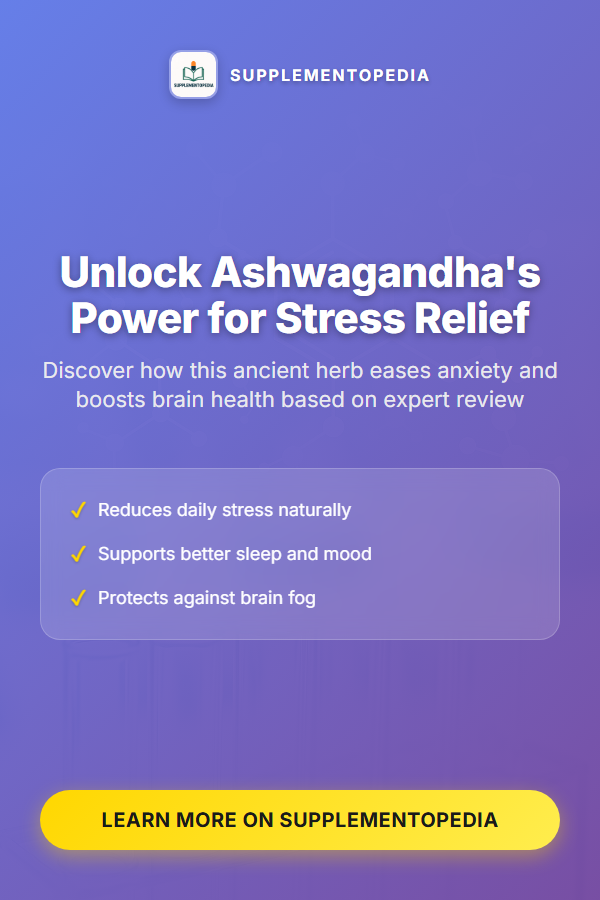 SUPPLEMENTOPEDIA
SUPPLEMENTOPEDIA
Unlock Ashwagandha's
Power for Stress Relief
Discover how this ancient herb eases anxiety and
boosts brain health based on expert review
✓ Reduces daily stress naturally
✓ Supports better sleep and mood
✓ Protects against brain fog
LEARN MORE ON SUPPLEMENTOPEDIA